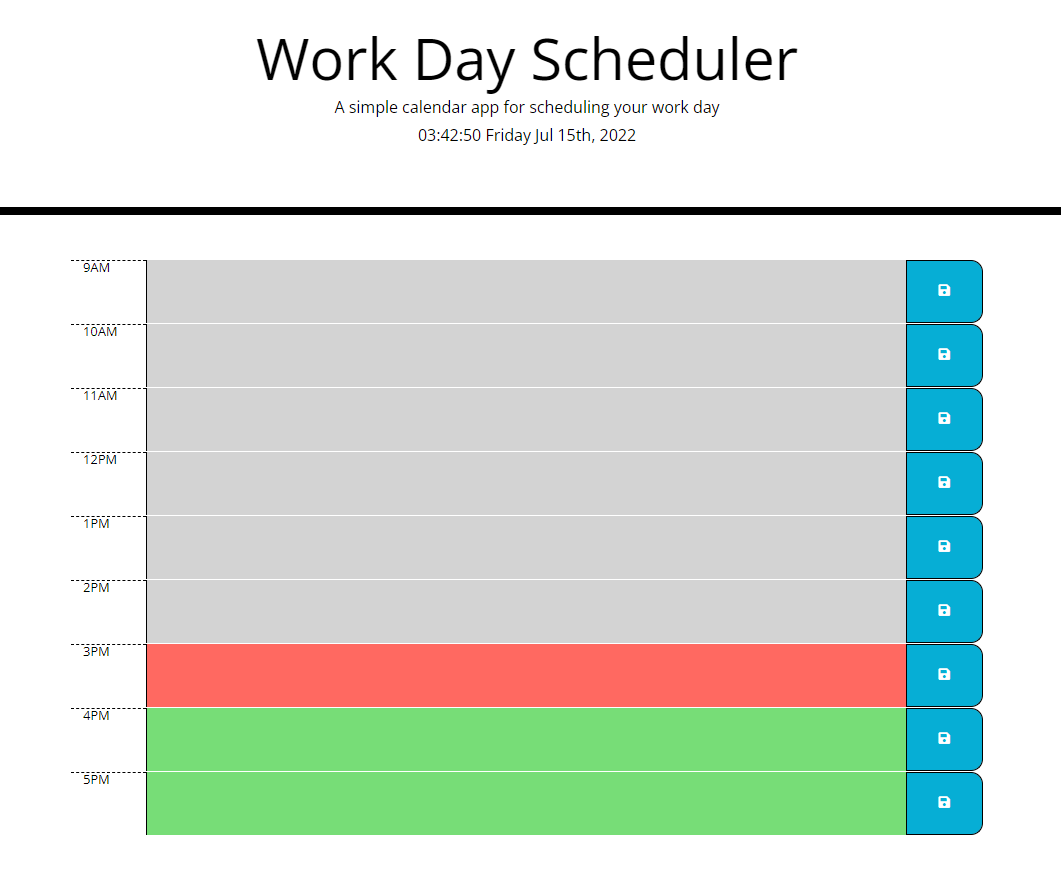 Work Day Scheduler
A simple calendar app for scheduling your work day
03:42:50 Friday Jul 15th, 2022
9AM
10AM
11AM
12PM
1PM
2PM
3PM
4PM
5PM